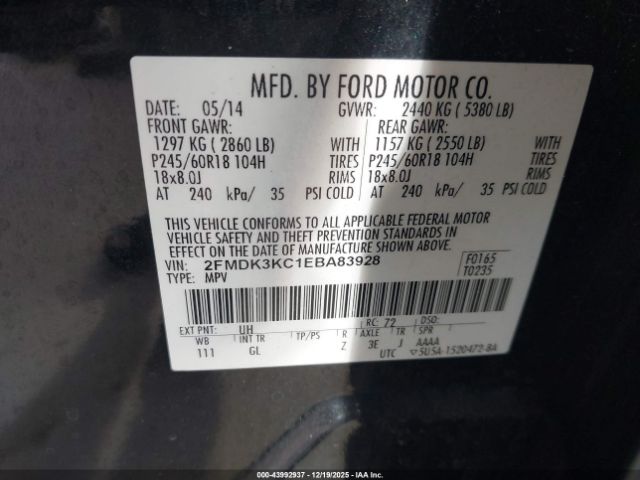 MFD. BY FORD MOTOR CO.
DATE: 05/14 GVWR: 2440 KG ( 5380 LB)
FRONT GAWR: REAR GAWR:
1297 KG ( 2860 LB) WITH 1157 KG ( 2550 LB) WITH
P245/60R18 104H TIRES P245/60R18 104H TIRES
18x8.0J RIMS 18x8.0J RIMS
AT 240 kPa/ 35 PSI COLD AT 240 kPa/ 35 PSI COLD
THIS VEHICLE CONFORMS TO ALL APPLICABLE FEDERAL MOTOR
VEHICLE SAFETY AND THEFT PREVENTION STANDARDS IN
EFFECT ON THE DATE OF MANUFACTURE SHOWN ABOVE.
VIN: 2FMDK3KC1EBA83928 F0165
TYPE: MPV T0235
EXT PNT: UH RC: 72 DSO:
WB INT TR TP/PS R AXLE TR SPR
111 GL Z 3E J AAAA
UTC ▽5U5A-1520472-BA
000-43992937 - 12/19/2025 - IAA Inc.